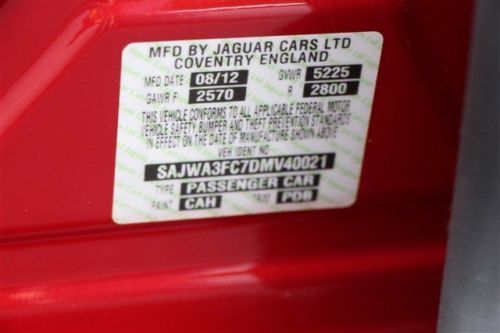 MFD BY JAGUAR CARS LTD
COVENTRY ENGLAND
MFD DATE 08/12 GVWR 5225
GAWR F 2570 R 2800
THIS VEHICLE CONFORMS TO ALL APPLICABLE FEDERAL MOTOR
VEHICLE SAFETY BUMPER AND THEFT PREVENTION STANDARDS
IN EFFECT ON THE DATE OF MANUFACTURE SHOWN ABOVE
VEH IDENT NO
SAJWA3FC7DMV40021
TYPE PASSENGER CAR
PAINT CAH TRIM PDB